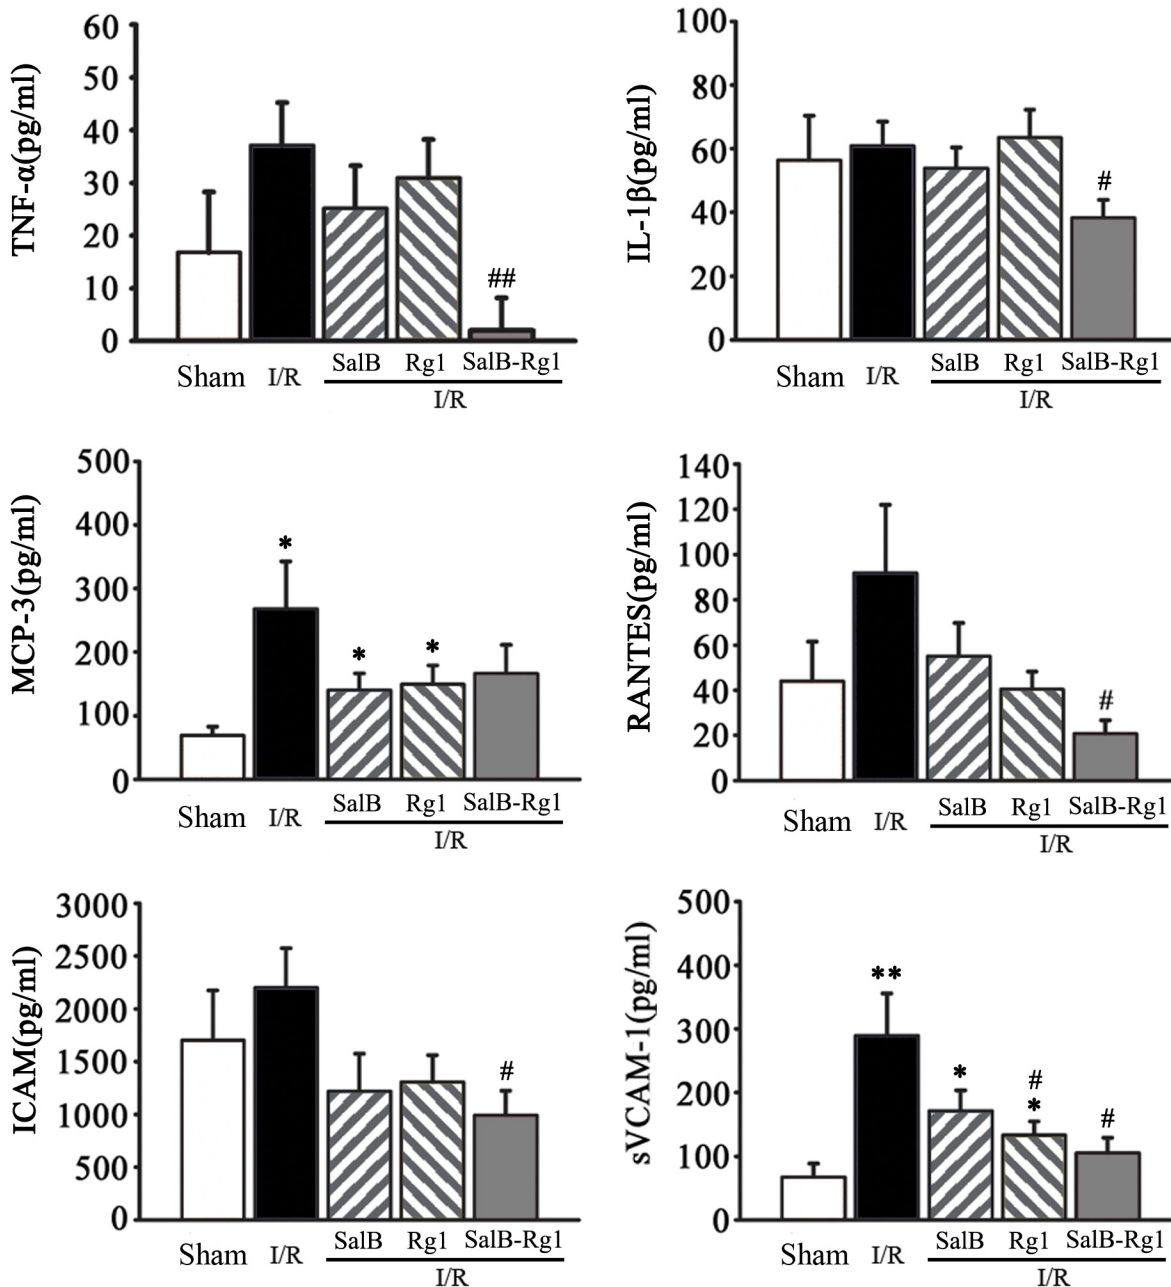 TNF-α(pg/ml)
60
50
40
30
20
10
0
##
Sham I/R SalB Rg1 SalB-Rg1
I/R
IL-1β(pg/ml)
100
80
60
40
20
0
#
Sham I/R SalB Rg1 SalB-Rg1
I/R
MCP-3(pg/ml)
500
400
300
200
100
0
*
* *
Sham I/R SalB Rg1 SalB-Rg1
I/R
RANTES(pg/ml)
140
120
100
80
60
40
20
0
#
Sham I/R SalB Rg1 SalB-Rg1
I/R
ICAM(pg/ml)
3000
2500
2000
1500
1000
500
0
#
Sham I/R SalB Rg1 SalB-Rg1
I/R
sVCAM-1(pg/ml)
500
400
300
200
100
0
**
*
#
*
#
Sham I/R SalB Rg1 SalB-Rg1
I/R